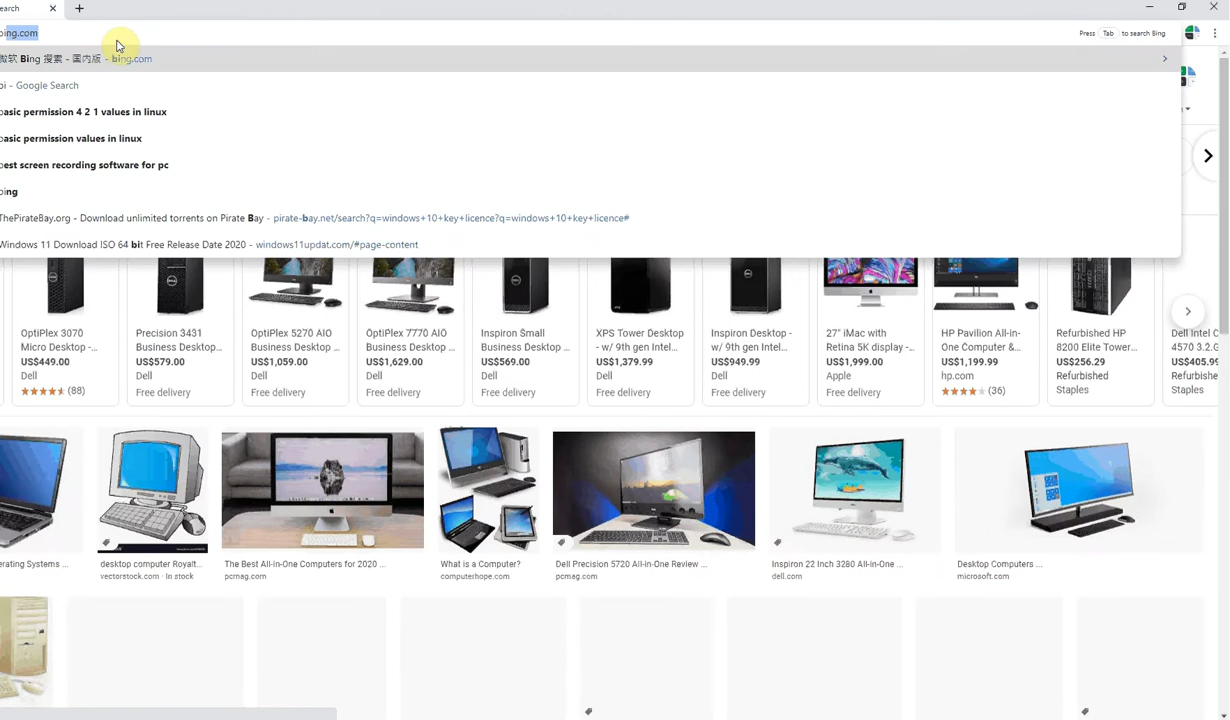 earch
bing.com
Press Tab to search Bing
微软 Bing 搜索 - 国内版 - bing.com
bi - Google Search
basic permission 4 2 1 values in linux
basic permission values in linux
best screen recording software for pc
bing
ThePirateBay.org - Download unlimited torrents on Pirate Bay - pirate-bay.net/search?q=windows+10+key+licence?q=windows+10+key+licence#
Windows 11 Download ISO 64 bit Free Release Date 2020 - windows11updat.com/#page-content
OptiPlex 3070 Micro Desktop -...
US$449.00
Dell
(88)
Precision 3431 Business Desktop...
US$579.00
Dell
Free delivery
OptiPlex 5270 AIO Business Desktop ...
US$1,059.00
Dell
Free delivery
OptiPlex 7770 AIO Business Desktop ...
US$1,629.00
Dell
Free delivery
Inspiron Small Business Desktop...
US$569.00
Dell
Free delivery
XPS Tower Desktop - w/ 9th gen Intel...
US$1,379.99
Dell
Free delivery
Inspiron Desktop - w/ 9th gen Intel...
US$949.99
Dell
Free delivery
27" iMac with Retina 5K display -...
US$1,999.00
Apple
Free delivery
HP Pavilion All-in-One Computer &...
US$1,199.99
hp.com
(36)
Refurbished HP 8200 Elite Tower...
US$256.29
Refurbished
Staples
Dell Intel C
4570 3.2.G
US$405.99
Refurbishe
Staples
erating Systems ...
desktop computer Royalt...
vectorstock.com · In stock
The Best All-in-One Computers for 2020 ...
pcmag.com
What is a Computer?
computerhope.com
Dell Precision 5720 All-in-One Review ...
pcmag.com
Inspiron 22 Inch 3280 All-in-One ...
dell.com
Desktop Computers ...
microsoft.com